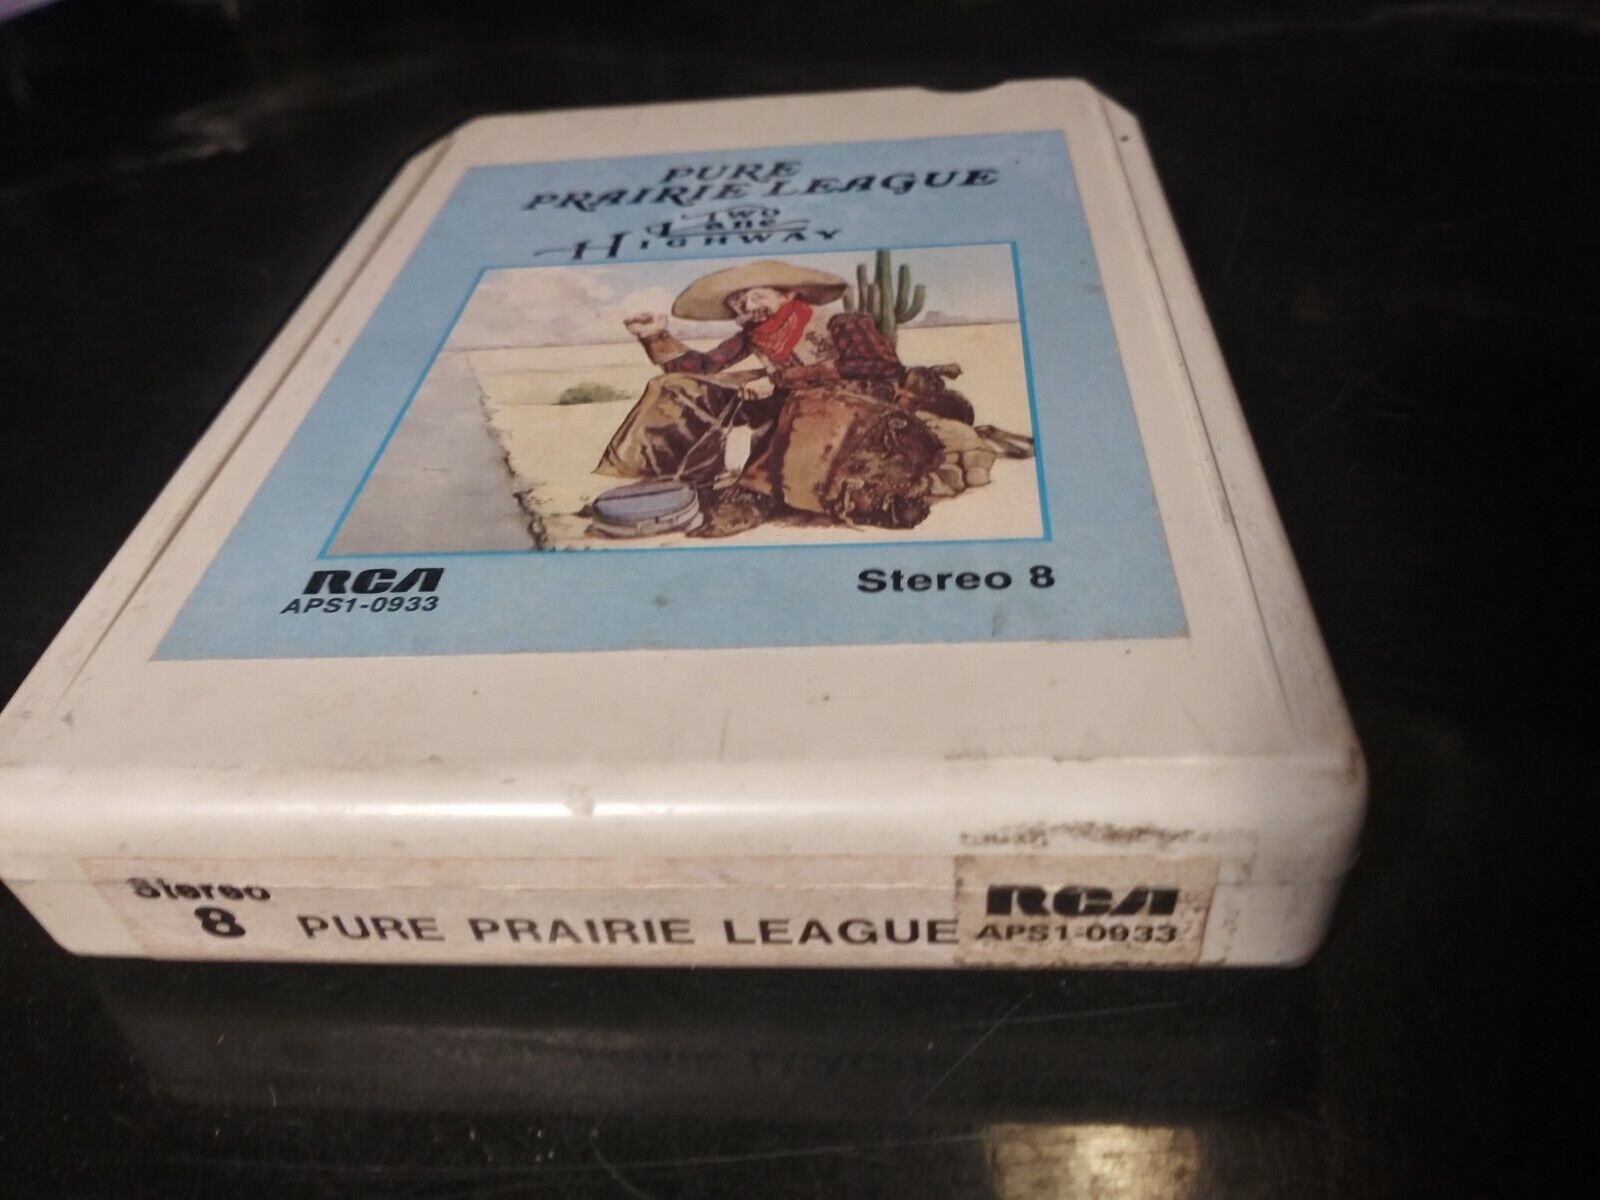 PURE
PRAIRIE LEAGUE
Two
Lane
HIGHWAY
RCA
APS1-0933
Stereo 8
Stereo
8 PURE PRAIRIE LEAGUE
RCA
APS1-0933